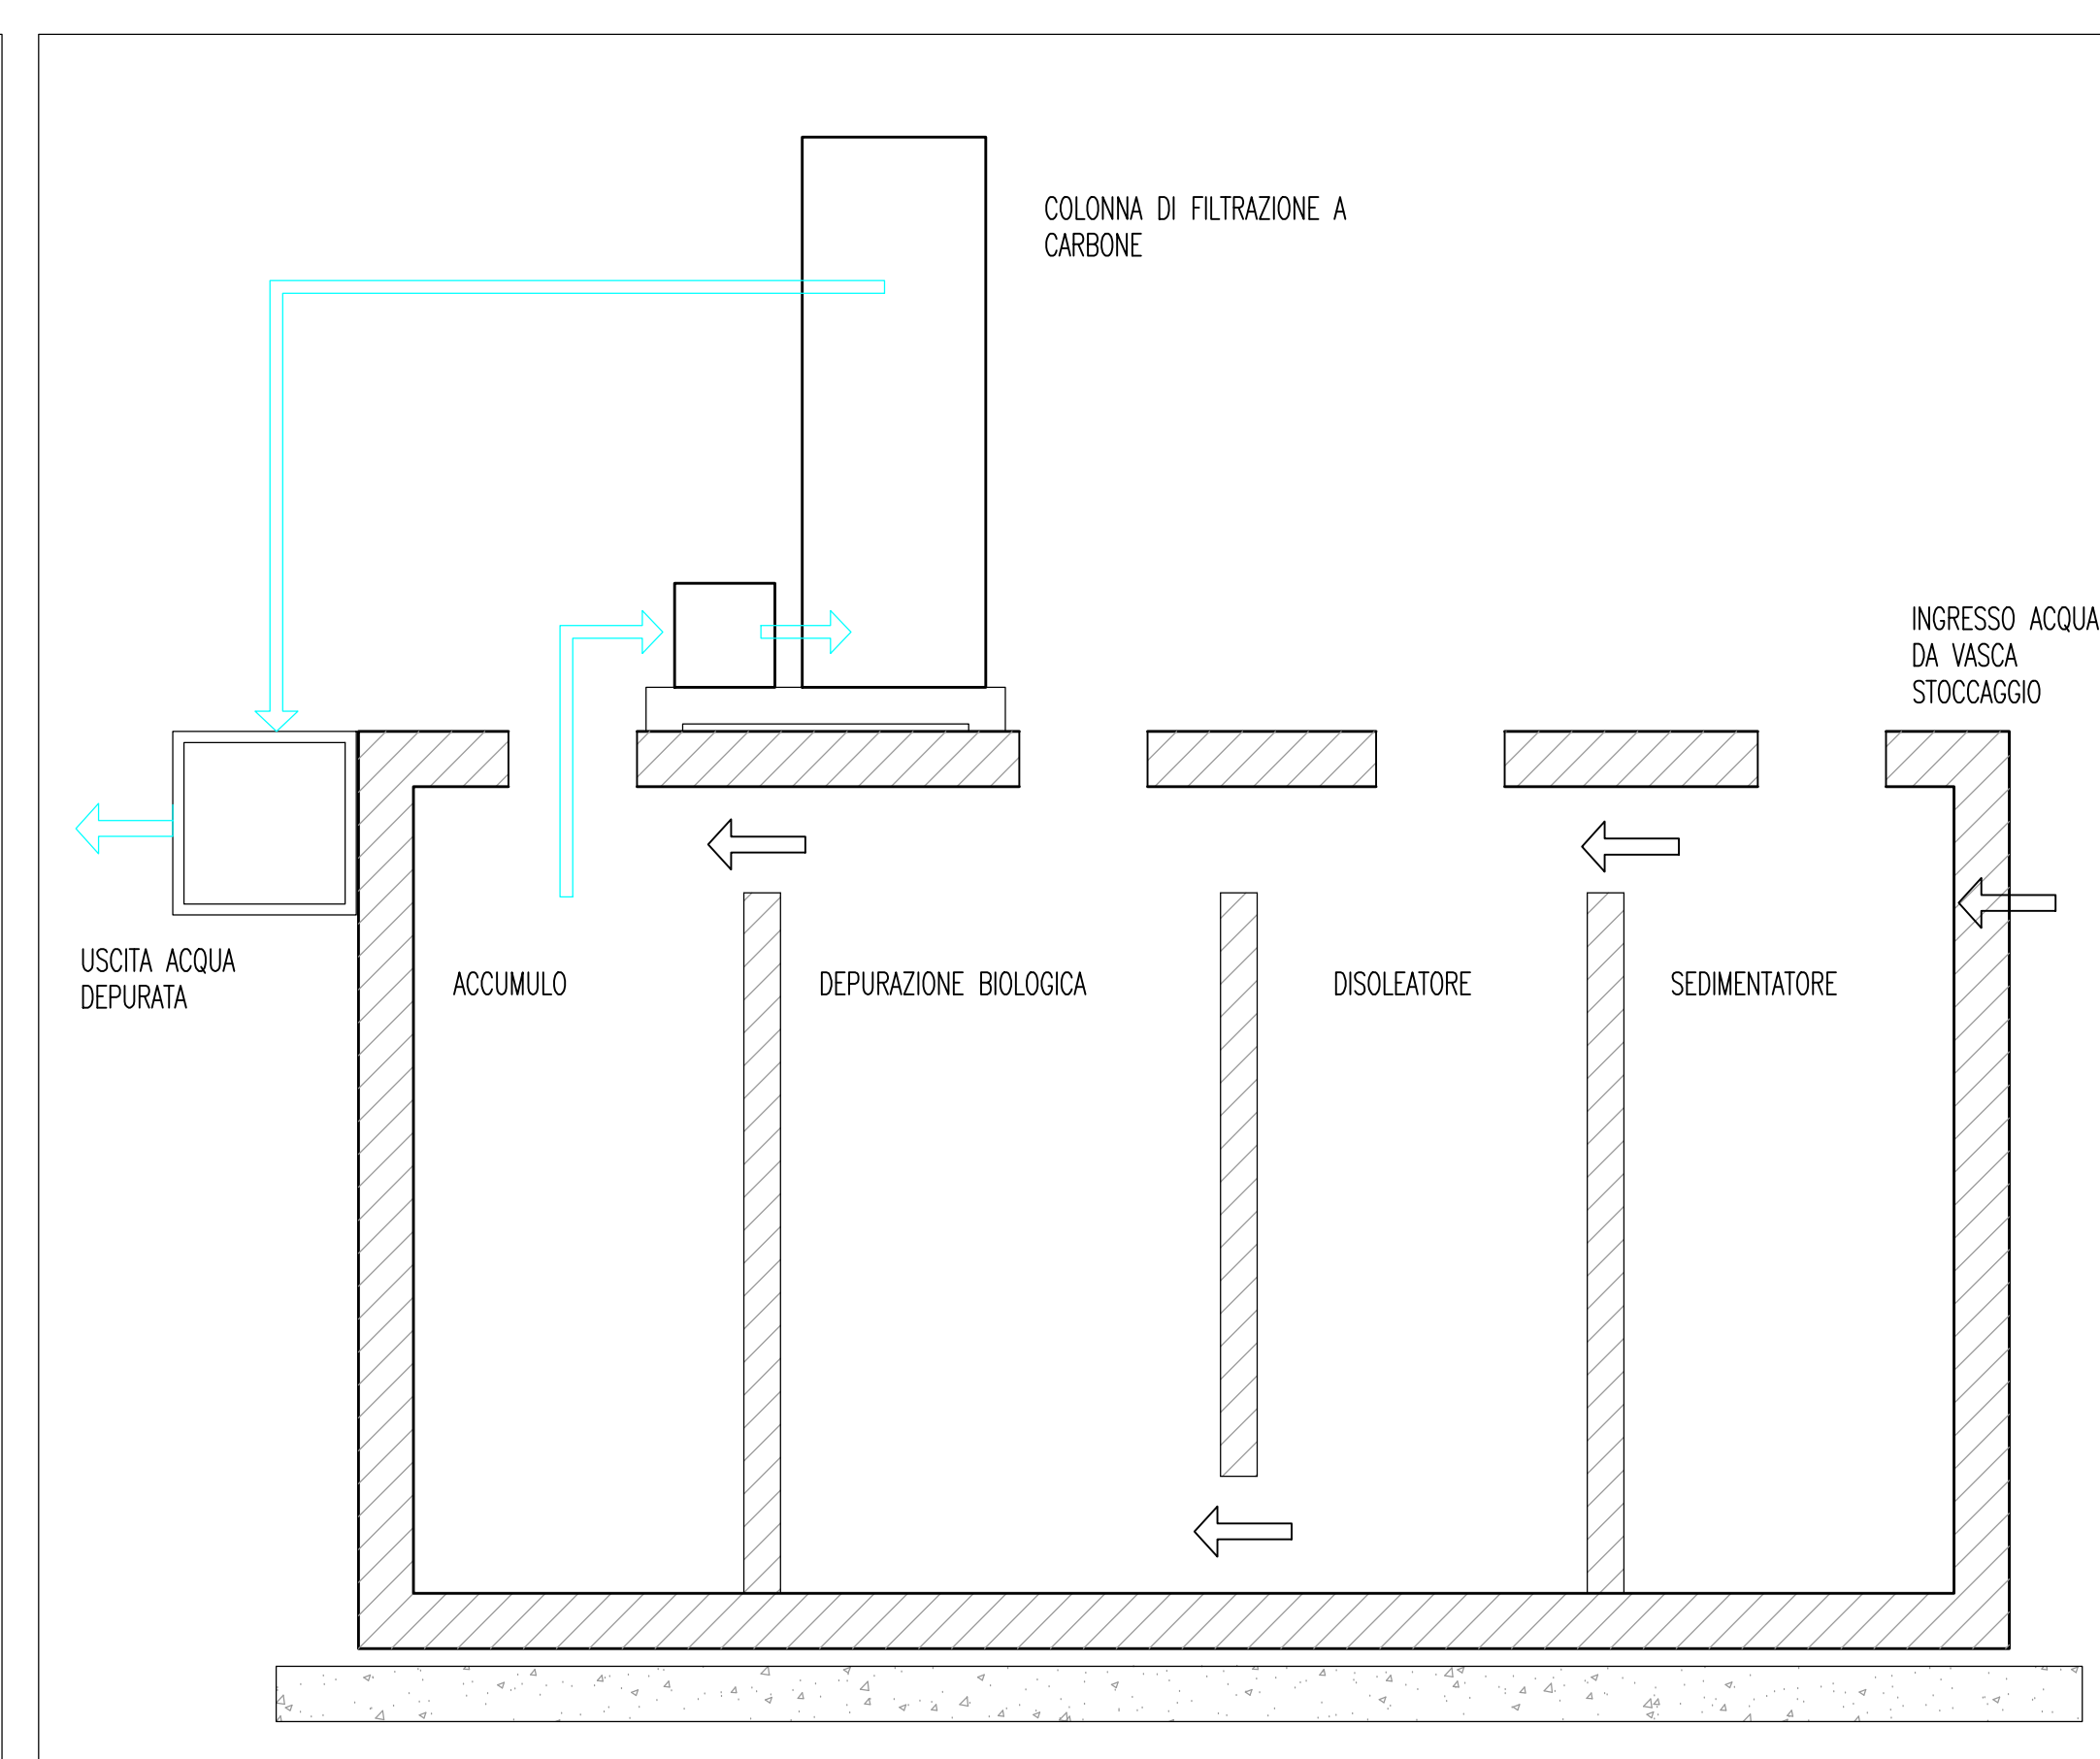 COLONNA DI FILTRAZIONE A
CARBONE
INGRESSO ACQUA
DA VASCA
STOCCAGGIO
USCITA ACQUA
DEPURATA
ACCUMULO
DEPURAZIONE BIOLOGICA
DISOLEATORE
SEDIMENTATORE